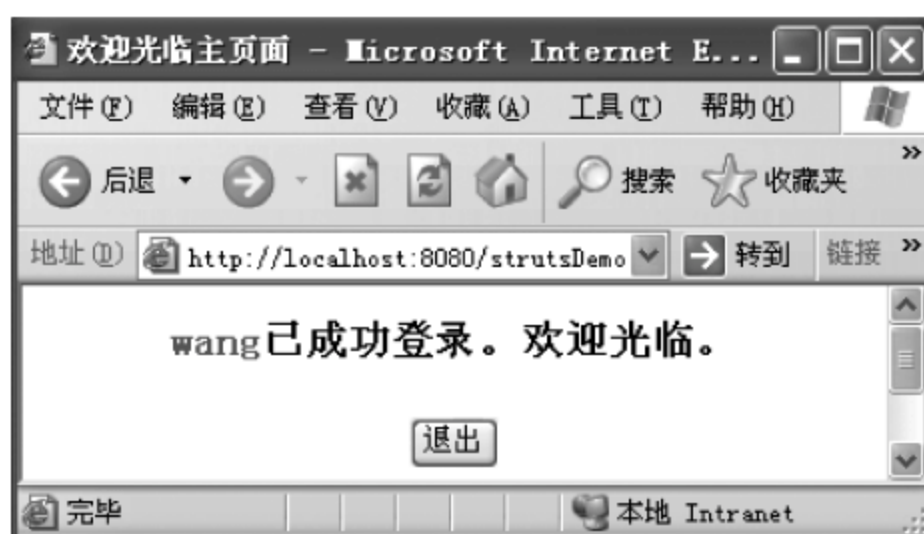 欢迎光临主页面 - Microsoft Internet E...
文件(F) 编辑(E) 查看(V) 收藏(A) 工具(T) 帮助(H)
后退 搜索 收藏夹 »
地址(D) http://localhost:8080/strutsDemo 转到 链接 »
wang已成功登录。欢迎光临。
退出
完毕 本地 Intranet